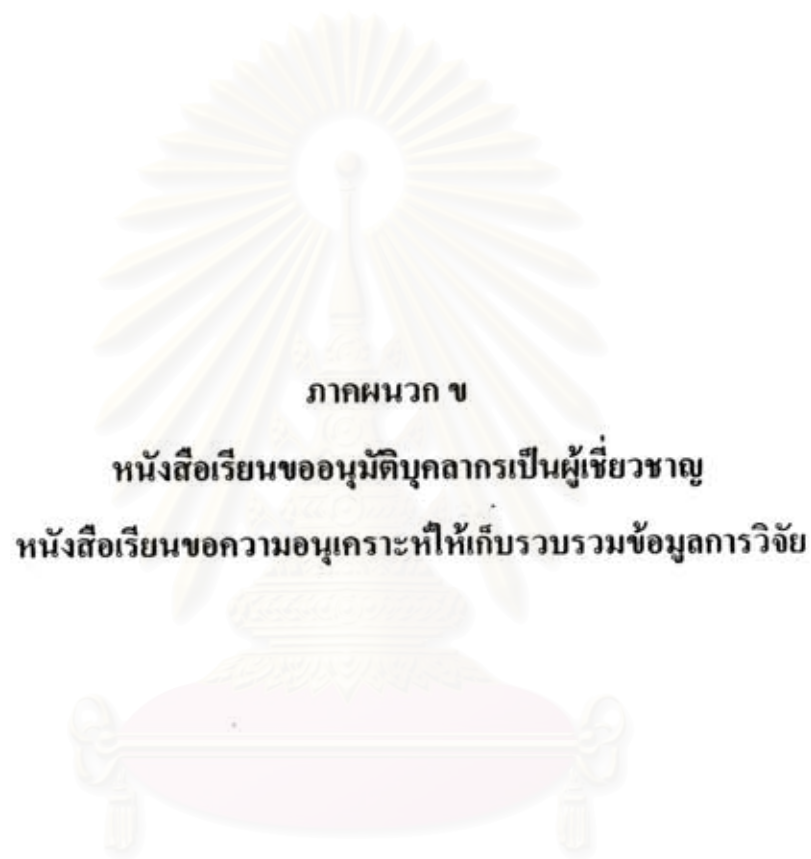 ภาคผนวก ข
หนังสือเรียนขออนุมัติบุคลากรเป็นผู้เชี่ยวชาญ
หนังสือเรียนขอความอนุเคราะห์ให้เก็บรวบรวมข้อมูลการวิจัย